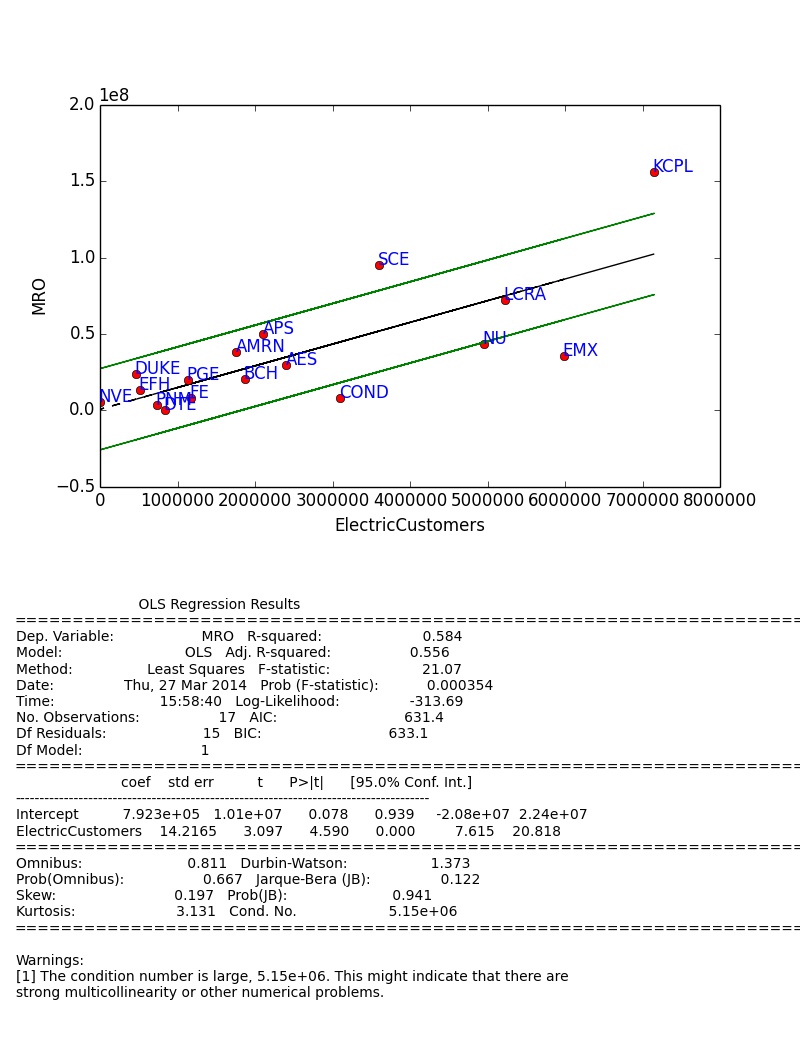 1e8
2.0
1.5
1.0
0.5
0.0
−0.5
MRO
KCPL
SCE
LCRA
APS
NU
AMRN
EMX
AES
DUKE
PGE
BCH
EFH
COND
NVE
FE
PNM
DTE
0 1000000 2000000 3000000 4000000 5000000 6000000 7000000 8000000
ElectricCustomers
OLS Regression Results
==============================================================================
Dep. Variable: MRO R-squared: 0.584
Model: OLS Adj. R-squared: 0.556
Method: Least Squares F-statistic: 21.07
Date: Thu, 27 Mar 2014 Prob (F-statistic): 0.000354
Time: 15:58:40 Log-Likelihood: -313.69
No. Observations: 17 AIC: 631.4
Df Residuals: 15 BIC: 633.1
Df Model: 1
==============================================================================
coef std err t P>|t| [95.0% Conf. Int.]
------------------------------------------------------------------------------
Intercept 7.923e+05 1.01e+07 0.078 0.939 -2.08e+07 2.24e+07
ElectricCustomers 14.2165 3.097 4.590 0.000 7.615 20.818
==============================================================================
Omnibus: 0.811 Durbin-Watson: 1.373
Prob(Omnibus): 0.667 Jarque-Bera (JB): 0.122
Skew: 0.197 Prob(JB): 0.941
Kurtosis: 3.131 Cond. No. 5.15e+06
==============================================================================
Warnings:
[1] The condition number is large, 5.15e+06. This might indicate that there are
strong multicollinearity or other numerical problems.